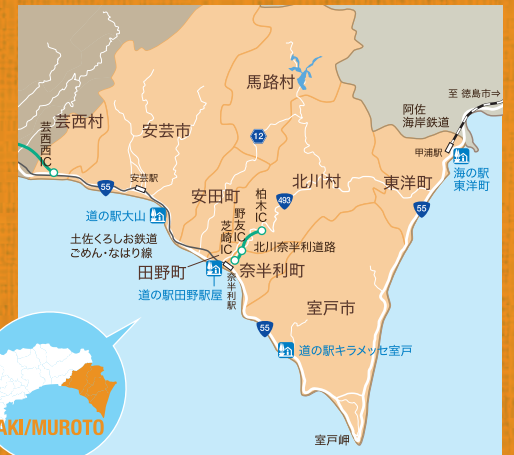 至 徳島市⇒
馬路村
阿佐
海岸鉄道
芸西村
安芸市
12
甲浦駅
芸西西IC
海の駅
東洋町
安芸駅
55
安田町
北川村
東洋町
柏木IC
493
55
野友IC
芝崎IC
道の駅大山
土佐くろしお鉄道
ごめん・なはり線
北川奈半利道路
田野町
奈半利町
奈半利駅
道の駅田野駅屋
室戸市
55
道の駅キラメッセ室戸
AKI/MUROTO
室戸岬